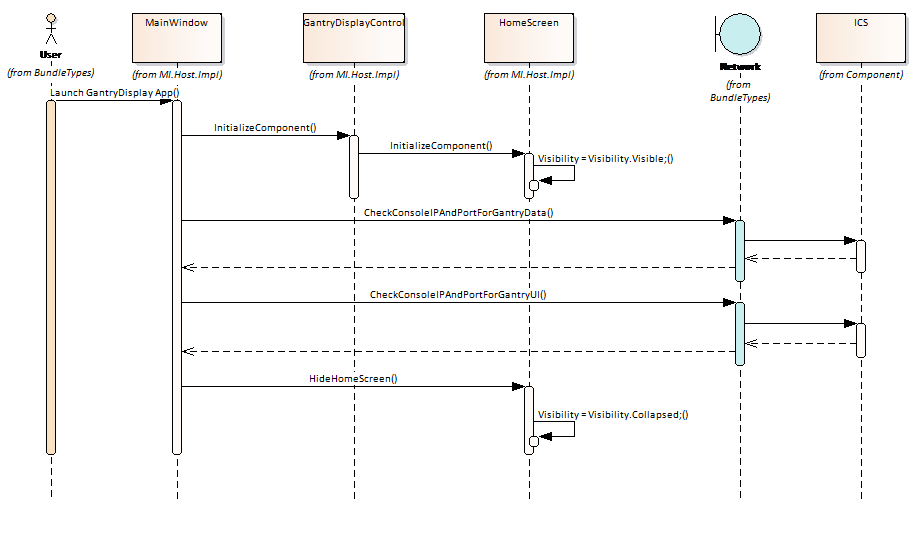 MainWindow
GantryDisplayControl
HomeScreen
ICS
User
Network
(from BundleTypes)
(from MI.Host.Impl)
(from MI.Host.Impl)
(from MI.Host.Impl)
(from
BundleTypes)
(from Component)
Launch GantryDisplay App()
InitializeComponent()
InitializeComponent()
Visibility = Visibility.Visible;()
CheckConsoleIPAndPortForGantryData()
CheckConsoleIPAndPortForGantryUI()
HideHomeScreen()
Visibility = Visibility.Collapsed;()